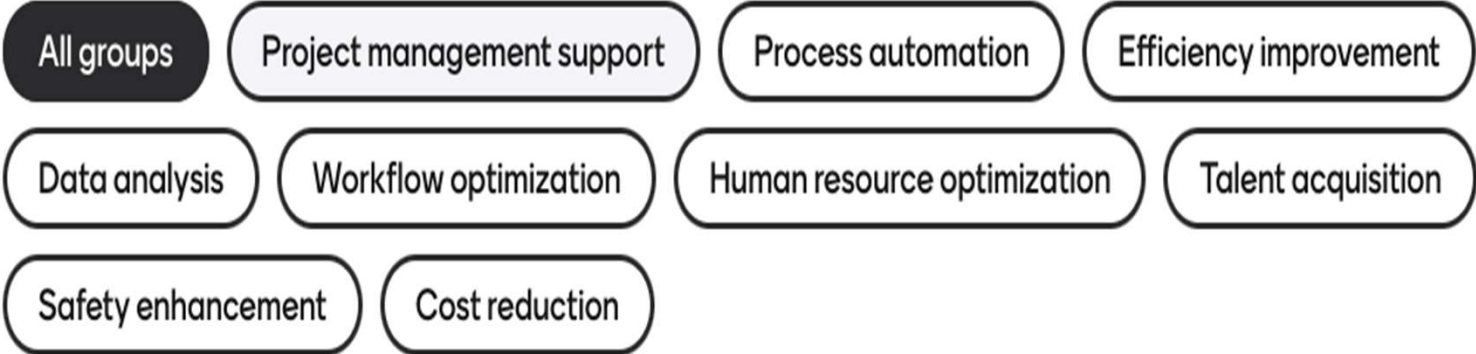 All groups Project management support Process automation Efficiency improvement
Data analysis Workflow optimization Human resource optimization Talent acquisition
Safety enhancement Cost reduction